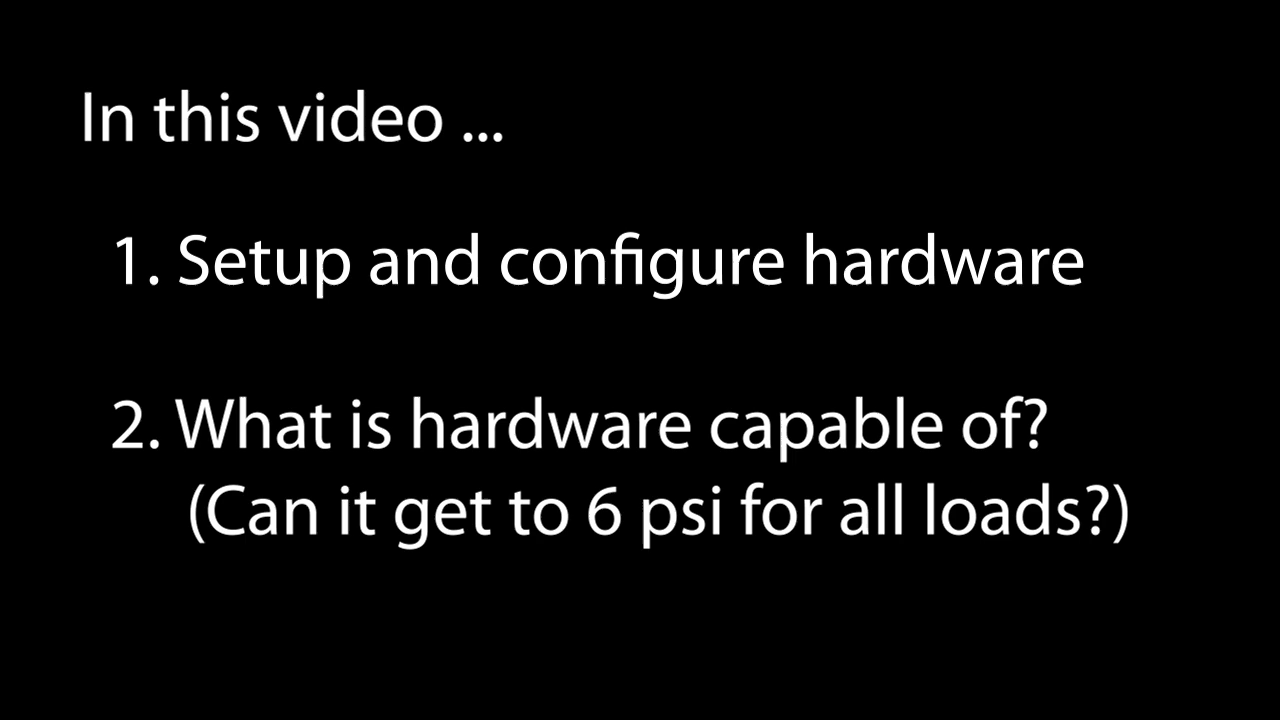 In this video ...
1. Setup and configure hardware
2. What is hardware capable of?
(Can it get to 6 psi for all loads?)